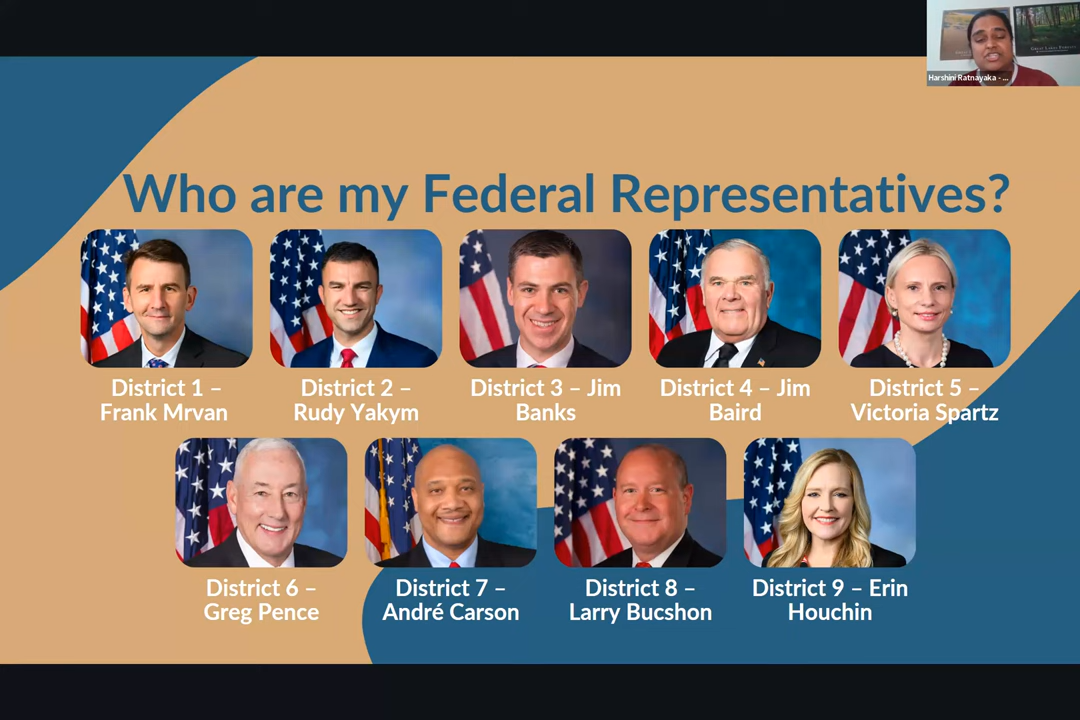 Harshini Ratnayaka - ...
Who are my Federal Representatives?
District 1 –
Frank Mrvan
District 2 –
Rudy Yakym
District 3 – Jim
Banks
District 4 – Jim
Baird
District 5 –
Victoria Spartz
District 6 –
Greg Pence
District 7 –
André Carson
District 8 –
Larry Bucshon
District 9 – Erin
Houchin